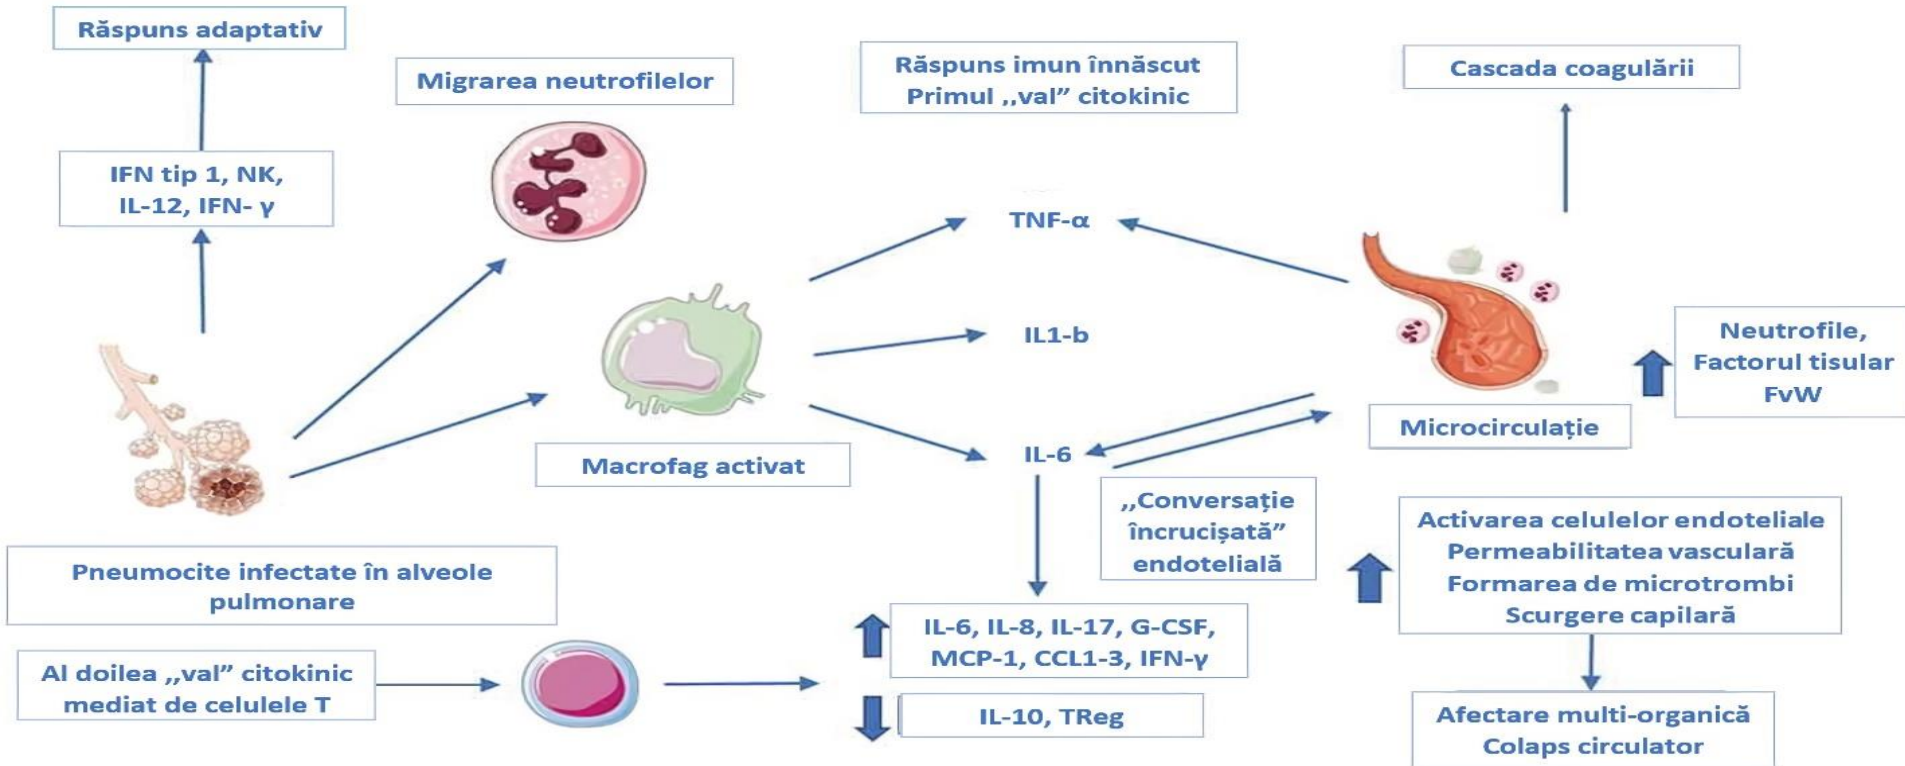 Răspuns adaptativ
IFN tip 1, NK,
IL-12, IFN- γ
Migrarea neutrofilelor
Răspuns imun înnăscut
Primul ,,val” citokinic
Cascada coagulării
TNF-α
IL1-b
IL-6
Macrofag activat
Microcirculație
Neutrofile,
Factorul tisular
FvW
,,Conversație
încrucișată”
endotelială
Activarea celulelor endoteliale
Permeabilitatea vasculară
Formarea de microtrombi
Scurgere capilară
Pneumocite infectate în alveole
pulmonare
Al doilea ,,val” citokinic
mediat de celulele T
IL-6, IL-8, IL-17, G-CSF,
MCP-1, CCL1-3, IFN-γ
IL-10, TReg
Afectare multi-organică
Colaps circulator